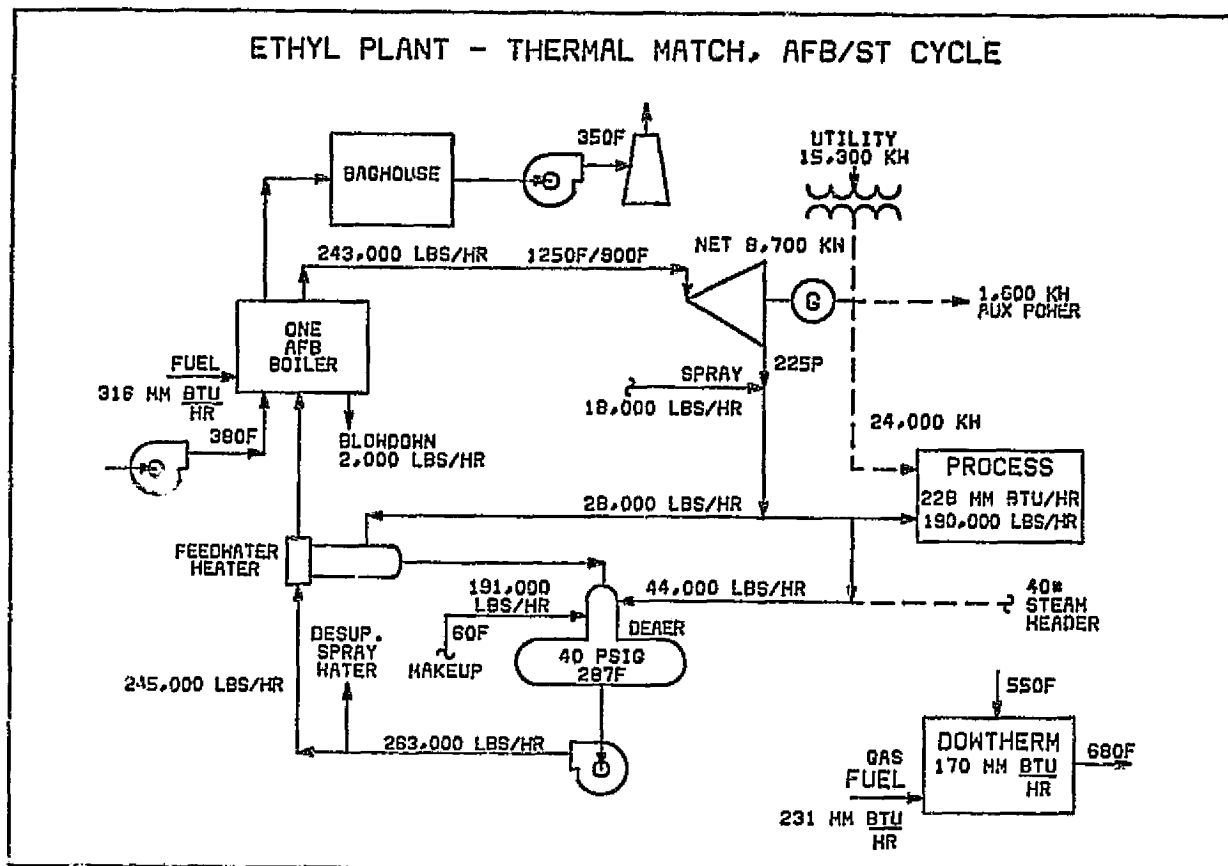 ETHYL PLANT - THERMAL MATCH, AFB/ST CYCLE
350F
UTILITY
15,300 KW
BAGHOUSE
NET 8,700 KW
243,000 LBS/HR
1250F/900F
G
1,600 KW
AUX POWER
ONE
AFB
BOILER
225P
FUEL
316 MM BTU
HR
SPRAY
18,000 LBS/HR
24,000 KW
380F
BLOWDOWN
2,000 LBS/HR
PROCESS
228 MM BTU/HR
190,000 LBS/HR
28,000 LBS/HR
FEEDWATER
HEATER
191,000
LBS/HR
44,000 LBS/HR
40#
STEAM
HEADER
60F
MAKEUP
DEAER
DESUP.
SPRAY
WATER
40 PSIG
287F
245,000 LBS/HR
263,000 LBS/HR
550F
DOWTHERM
170 MM BTU
HR
680F
GAS
FUEL
231 MM BTU
HR